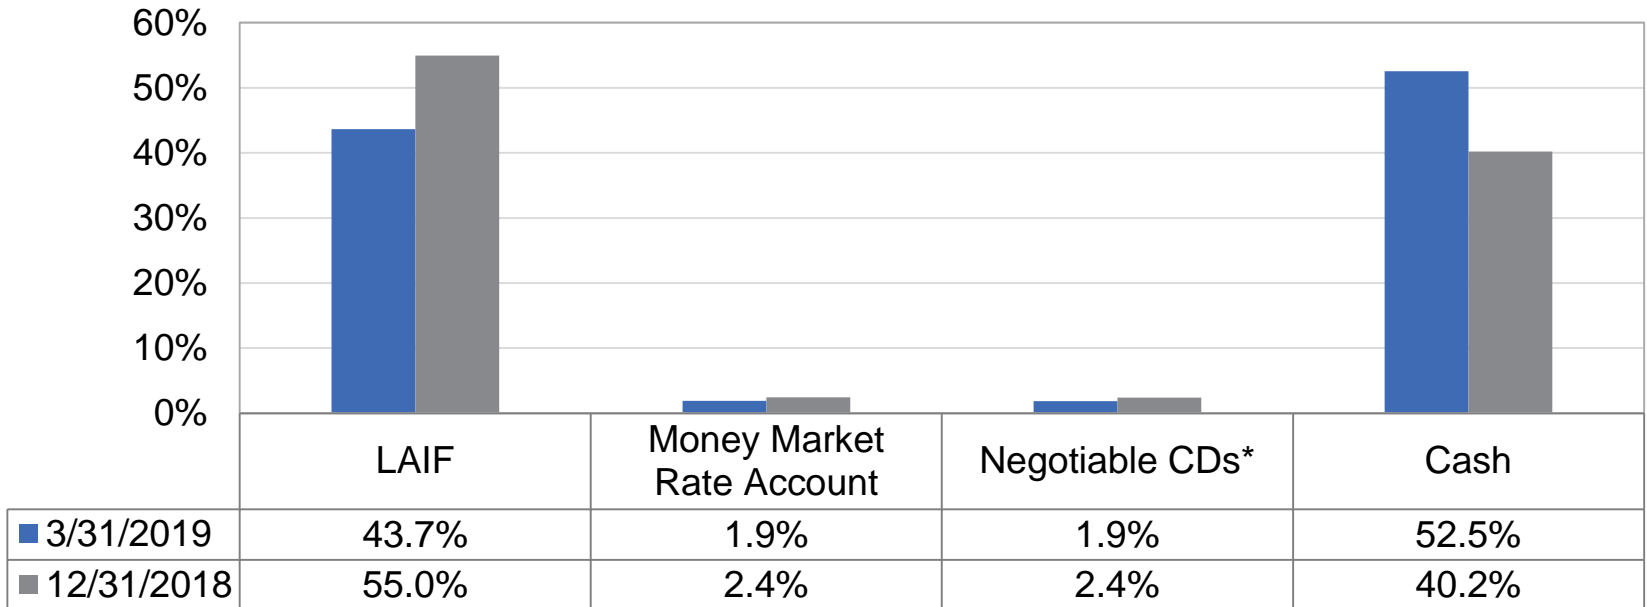 60%
50%
40%
30%
20%
10%
0%
LAIF
Money Market
Rate Account
Negotiable CDs*
Cash
3/31/2019 43.7% 1.9% 1.9% 52.5%
12/31/2018 55.0% 2.4% 2.4% 40.2%